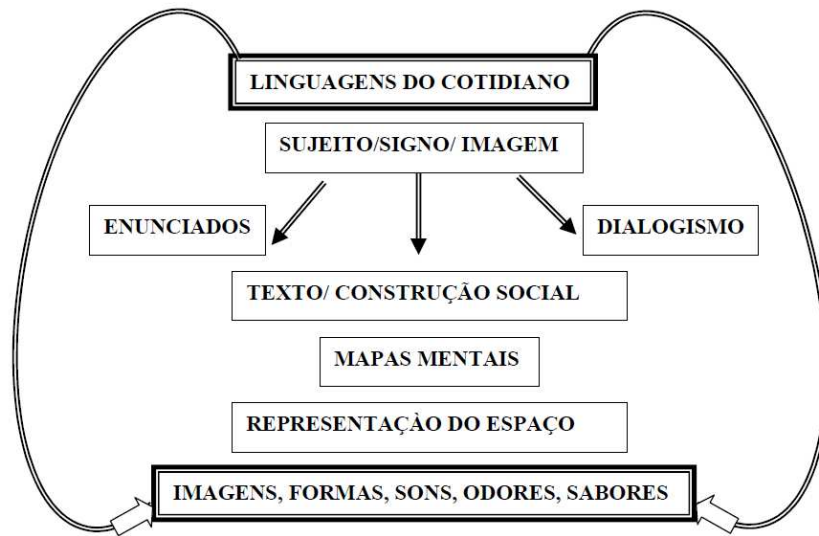 LINGUAGENS DO COTIDIANO
SUJEITO/SIGNO/ IMAGEM
ENUNCIADOS
DIALOGISMO
TEXTO/ CONSTRUÇÃO SOCIAL
MAPAS MENTAIS
REPRESENTAÇÀO DO ESPAÇO
IMAGENS, FORMAS, SONS, ODORES, SABORES